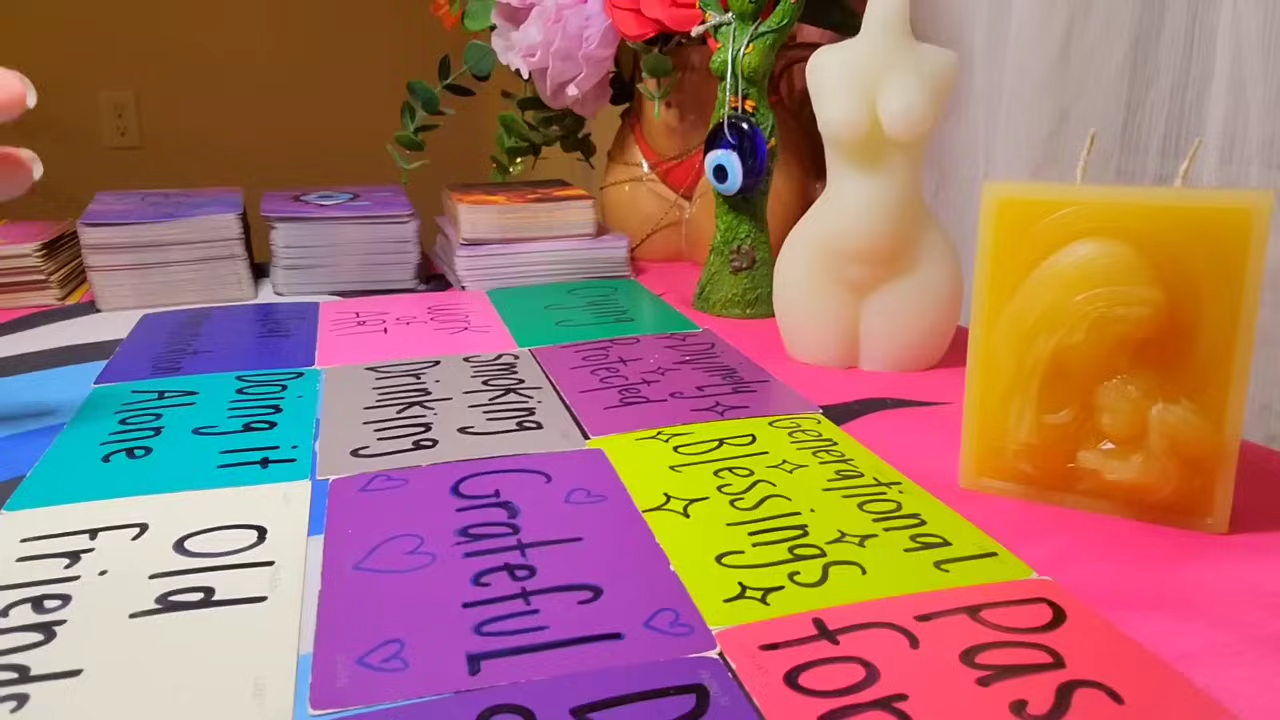 Work
of
ART
Crying
Doing it
Alone
Smoking
Drinking
Divinely
Protected
Old
Friends
Grateful
Generational
Blessings
Pas
for